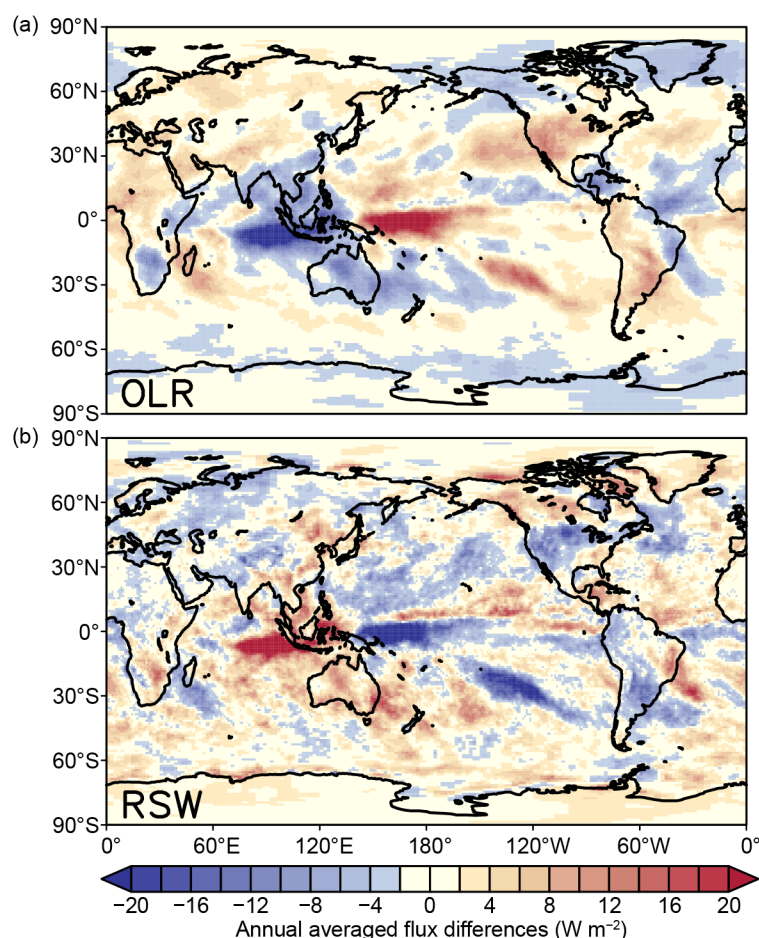 (a)
90°N
60°N
30°N
0°
30°S
60°S
90°S
OLR
(b)
90°N
60°N
30°N
0°
30°S
60°S
90°S
RSW
0° 60°E 120°E 180° 120°W 60°W 0°
−20 −16 −12 −8 −4 0 4 8 12 16 20
Annual averaged flux differences (W m⁻²)